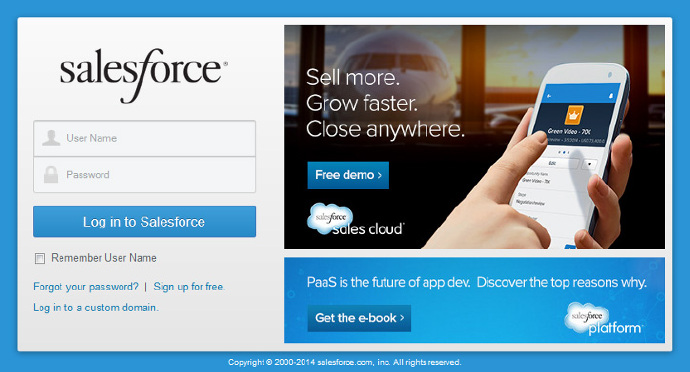 salesforce®
User Name
Password
Log in to Salesforce
Remember User Name
Forgot your password? | Sign up for free.
Log in to a custom domain.
Sell more.
Grow faster.
Close anywhere.
Free demo ›
salesforce
sales cloud®
Green Video - 70L
Edit
PaaS is the future of app dev. Discover the top reasons why.
Get the e-book ›
salesforce
platform®
Copyright © 2000-2014 salesforce.com, inc. All rights reserved.